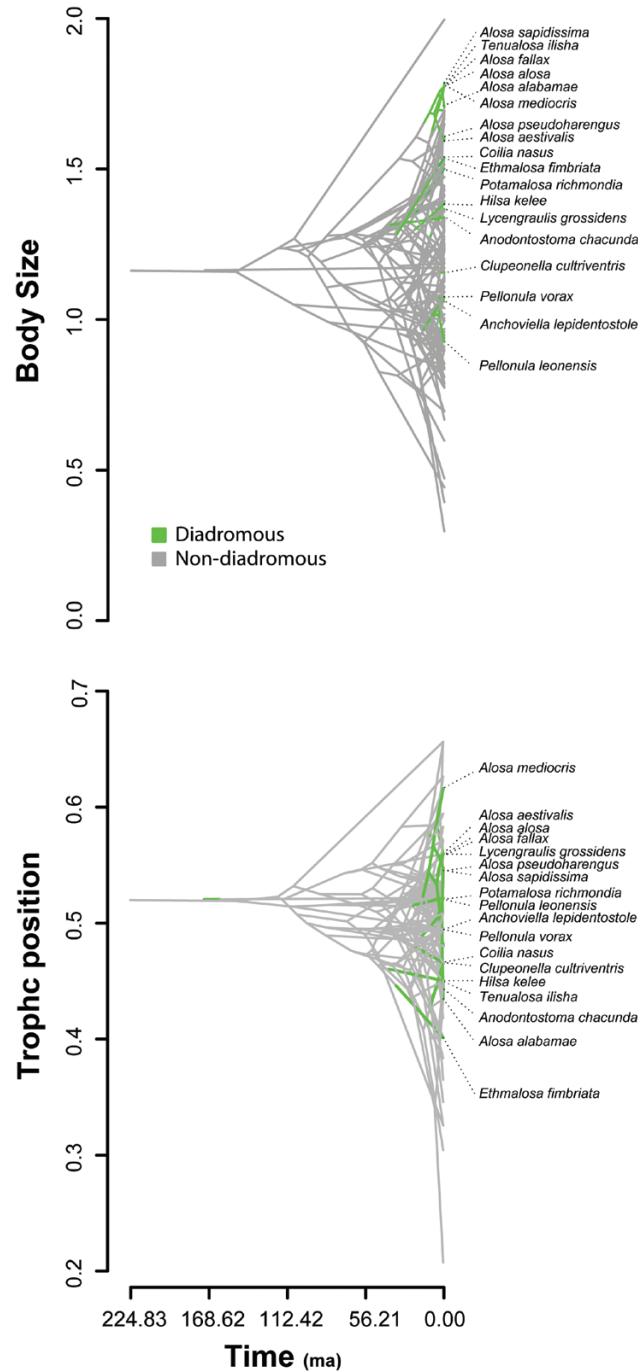 Body Size
2.0
1.5
1.0
0.5
0.0
Alosa sapidissima
Tenualosa ilisha
Alosa fallax
Alosa alosa
Alosa alabamae
Alosa mediocris
Alosa pseudoharengus
Alosa aestivalis
Coilia nasus
Ethmalosa fimbriata
Potamalosa richmondia
Hilsa kelee
Lycengraulis grossidens
Anodontostoma chacunda
Clupeonella cultriventris
Pellonula vorax
Anchoviella lepidentostole
Pellonula leonensis
Diadromous
Non-diadromous
Trophc position
0.7
0.6
0.5
0.4
0.3
0.2
Alosa mediocris
Alosa aestivalis
Alosa alosa
Alosa fallax
Lycengraulis grossidens
Alosa pseudoharengus
Alosa sapidissima
Potamalosa richmondia
Pellonula leonensis
Anchoviella lepidentostole
Pellonula vorax
Coilia nasus
Clupeonella cultriventris
Hilsa kelee
Tenualosa ilisha
Anodontostoma chacunda
Alosa alabamae
Ethmalosa fimbriata
224.83 168.62 112.42 56.21 0.00
Time (ma)